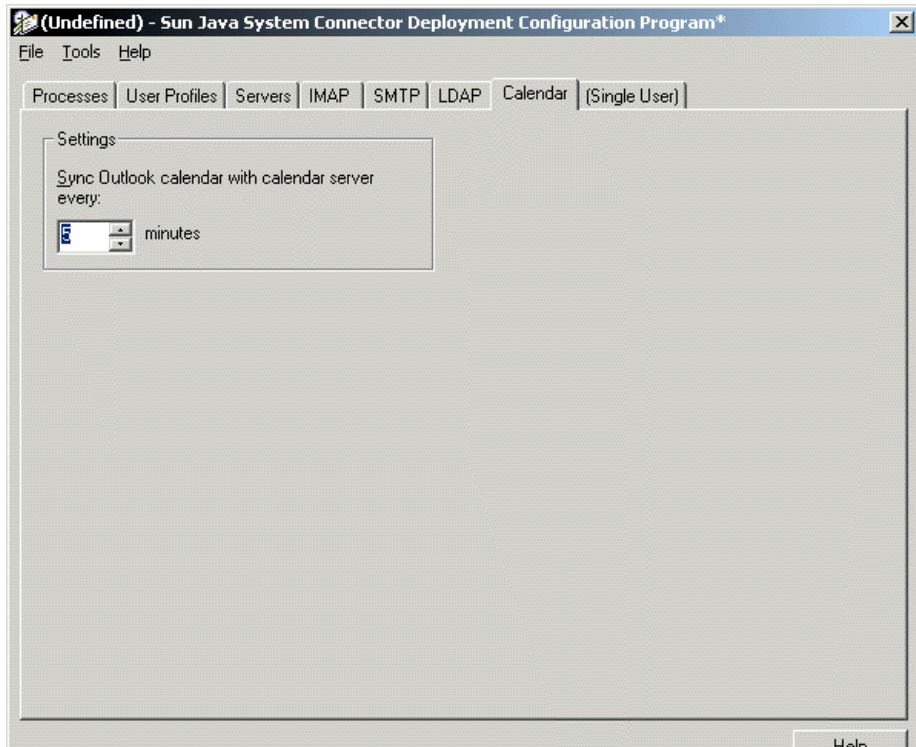 (Undefined) - Sun Java System Connector Deployment Configuration Program*
File Tools Help
Processes User Profiles Servers IMAP SMTP LDAP Calendar (Single User)
Settings
Sync Outlook calendar with calendar server
every:
5 minutes
Help